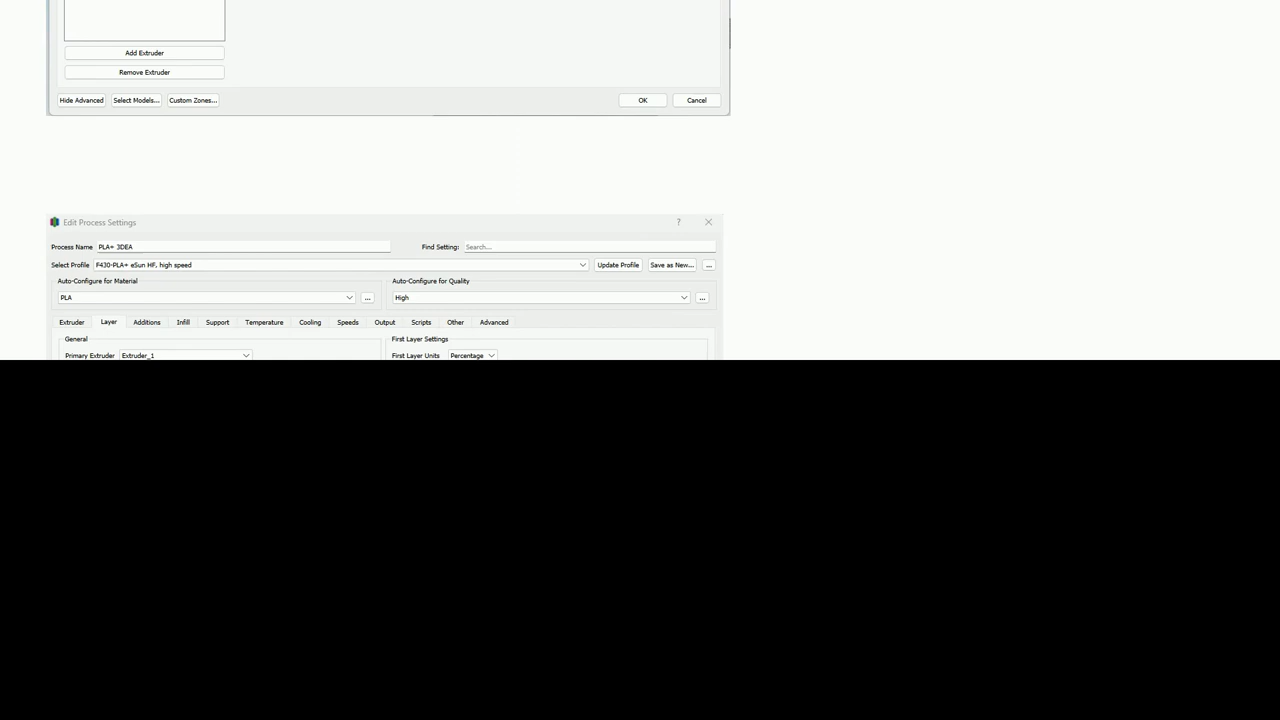 Add Extruder
Remove Extruder
Hide Advanced Select Models... Custom Zones... OK Cancel
Edit Process Settings ?
Process Name PLA+ 3DEA Find Setting: Search...
Select Profile F430-PLA+ eSun HF, high speed Update Profile Save as New... ...
Auto-Configure for Material Auto-Configure for Quality
PLA ... High ...
Extruder Layer Additions Infill Support Temperature Cooling Speeds Output Scripts Other Advanced
General First Layer Settings
Primary Extruder Extruder_1 First Layer Units Percentage